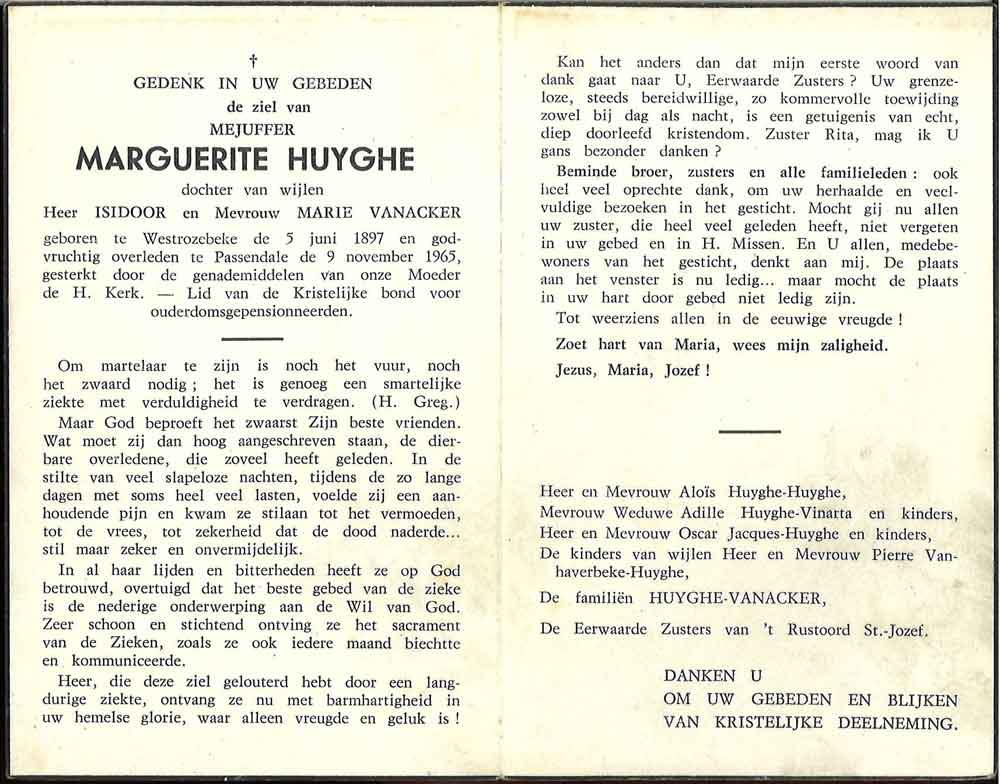 †
GEDENK IN UW GEBEDEN
de ziel van
MEJUFFER
MARGUERITE HUYGHE
dochter van wijlen
Heer ISIDOOR en Mevrouw MARIE VANACKER
geboren te Westrozebeke de 5 juni 1897 en god-
vruchtig overleden te Passendale de 9 november 1965,
gesterkt door de genademiddelen van onze Moeder
de H. Kerk. — Lid van de Kristelijke bond voor
ouderdomsgepensionneerden.
Om martelaar te zijn is noch het vuur, noch
het zwaard nodig ; het is genoeg een smartelijke
ziekte met verduldigheid te verdragen. (H. Greg.)
Maar God beproeft het zwaarst Zijn beste vrienden.
Wat moet zij dan hoog aangeschreven staan, de dier-
bare overledene, die zoveel heeft geleden. In de
stilte van veel slapeloze nachten, tijdens de zo lange
dagen met soms heel veel lasten, voelde zij een aan-
houdende pijn en kwam ze stilaan tot het vermoeden,
tot de vrees, tot zekerheid dat de dood naderde...
stil maar zeker en onvermijdelijk.
In al haar lijden en bitterheden heeft ze op God
betrouwd, overtuigd dat het beste gebed van de zieke
is de nederige onderwerping aan de Wil van God.
Zeer schoon en stichtend ontving ze het sacrament
van de Zieken, zoals ze ook iedere maand biechtte
en kommuniceerde.
Heer, die deze ziel gelouterd hebt door een lang-
durige ziekte, ontvang ze nu met barmhartigheid in
uw hemelse glorie, waar alleen vreugde en geluk is !
Kan het anders dan dat mijn eerste woord van
dank gaat naar U, Eerwaarde Zusters ? Uw grenze-
loze, steeds bereidwillige, zo kommervolle toewijding
zowel bij dag als nacht, is een getuigenis van echt,
diep doorleefd kristendom. Zuster Rita, mag ik U
gans bezonder danken ?
Beminde broer, zusters en alle familieleden : ook
heel veel oprechte dank, om uw herhaalde en veel-
vuldige bezoeken in het gesticht. Mocht gij nu allen
uw zuster, die heel veel geleden heeft, niet vergeten
in uw gebed en in H. Missen. En U allen, medebe-
woners van het gesticht, denkt aan mij. De plaats
aan het venster is nu ledig... maar mocht de plaats
in uw hart door gebed niet ledig zijn.
Tot weerziens allen in de eeuwige vreugde !
Zoet hart van Maria, wees mijn zaligheid.
Jezus, Maria, Jozef !
Heer en Mevrouw Aloïs Huyghe-Huyghe,
Mevrouw Weduwe Adille Huyghe-Vinarta en kinders,
Heer en Mevrouw Oscar Jacques-Huyghe en kinders,
De kinders van wijlen Heer en Mevrouw Pierre Van-
haverbeke-Huyghe,
De familiën HUYGHE-VANACKER,
De Eerwaarde Zusters van 't Rustoord St.-Jozef.
DANKEN U
OM UW GEBEDEN EN BLIJKEN
VAN KRISTELIJKE DEELNEMING.